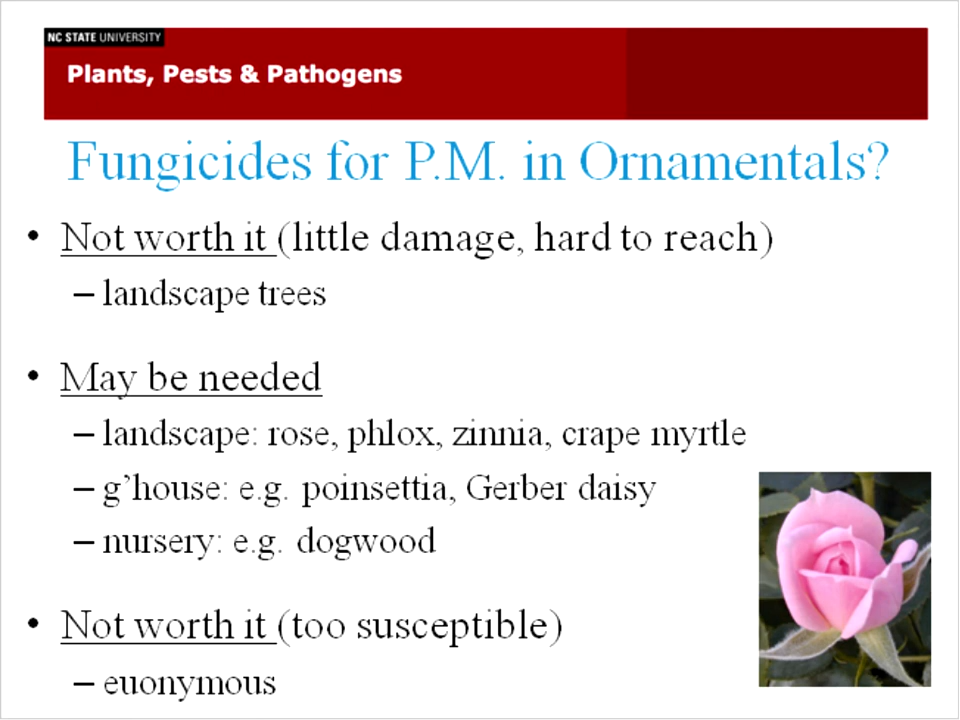 NC STATE UNIVERSITY
Plants, Pests & Pathogens
Fungicides for P.M. in Ornamentals?
• Not worth it (little damage, hard to reach)
– landscape trees
• May be needed
– landscape: rose, phlox, zinnia, crape myrtle
– g’house: e.g. poinsettia, Gerber daisy
– nursery: e.g. dogwood
• Not worth it (too susceptible)
– euonymous